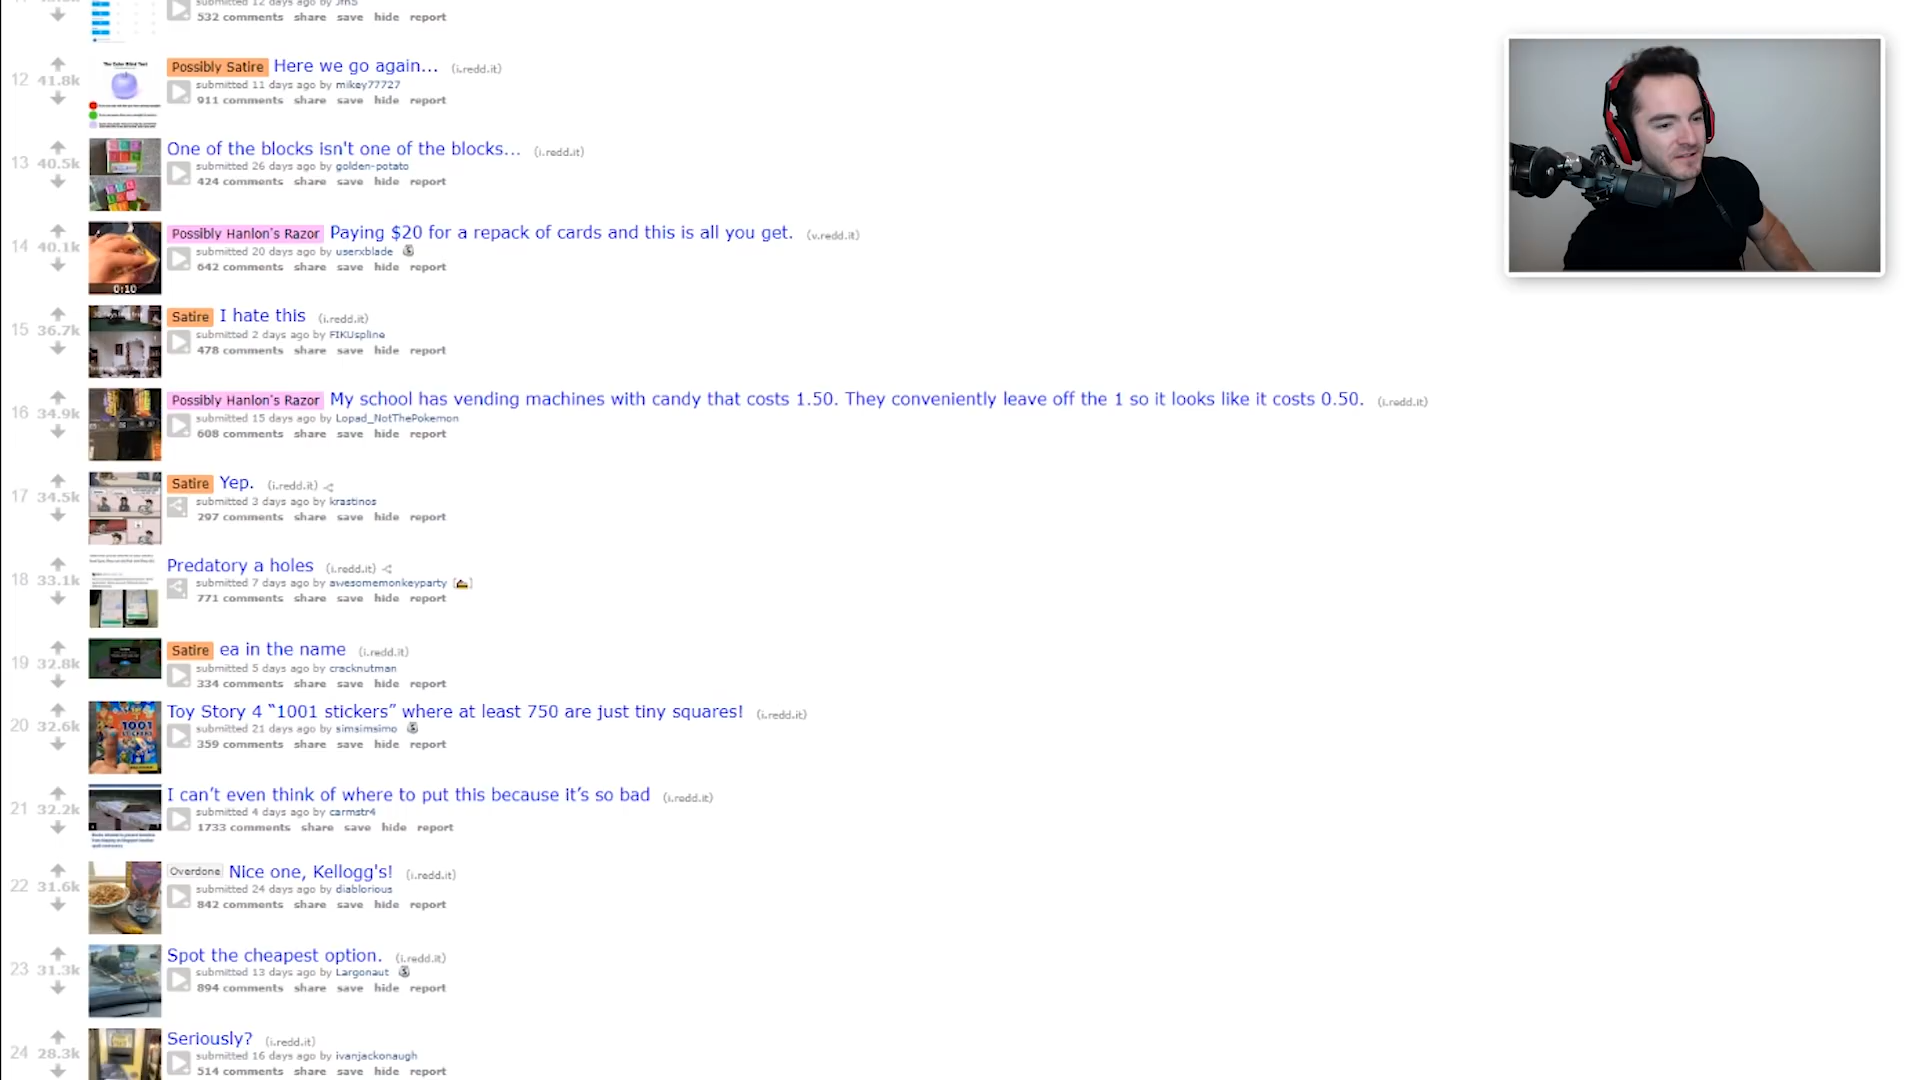 submitted 12 days ago by JfnS
532 comments share save hide report
12 41.8k
The Color Blind Test
Possibly Satire Here we go again... (i.redd.it)
submitted 11 days ago by mikey77727
911 comments share save hide report
13 40.5k
One of the blocks isn't one of the blocks... (i.redd.it)
submitted 26 days ago by golden-potato
424 comments share save hide report
14 40.1k
0:10
Possibly Hanlon's Razor Paying $20 for a repack of cards and this is all you get. (v.redd.it)
submitted 20 days ago by userxblade
642 comments share save hide report
15 36.7k
Satire I hate this (i.redd.it)
submitted 2 days ago by FIKUspline
478 comments share save hide report
16 34.9k
Possibly Hanlon's Razor My school has vending machines with candy that costs 1.50. They conveniently leave off the 1 so it looks like it costs 0.50. (i.redd.it)
submitted 15 days ago by Lopad_NotThePokemon
608 comments share save hide report
17 34.5k
Satire Yep. (i.redd.it)
submitted 3 days ago by krastinos
297 comments share save hide report
18 33.1k
Predatory a holes (i.redd.it)
submitted 7 days ago by awesomemonkeyparty
771 comments share save hide report
19 32.8k
Satire ea in the name (i.redd.it)
submitted 5 days ago by cracknutman
334 comments share save hide report
20 32.6k
1001
Toy Story 4 “1001 stickers” where at least 750 are just tiny squares! (i.redd.it)
submitted 21 days ago by simsimsimo
359 comments share save hide report
21 32.2k
I can’t even think of where to put this because it’s so bad (i.redd.it)
submitted 4 days ago by carmstr4
1733 comments share save hide report
22 31.6k
Overdone Nice one, Kellogg's! (i.redd.it)
submitted 24 days ago by diablorious
842 comments share save hide report
23 31.3k
Spot the cheapest option. (i.redd.it)
submitted 13 days ago by Largonaut
894 comments share save hide report
24 28.3k
Seriously? (i.redd.it)
submitted 16 days ago by ivanjackonaugh
514 comments share save hide report